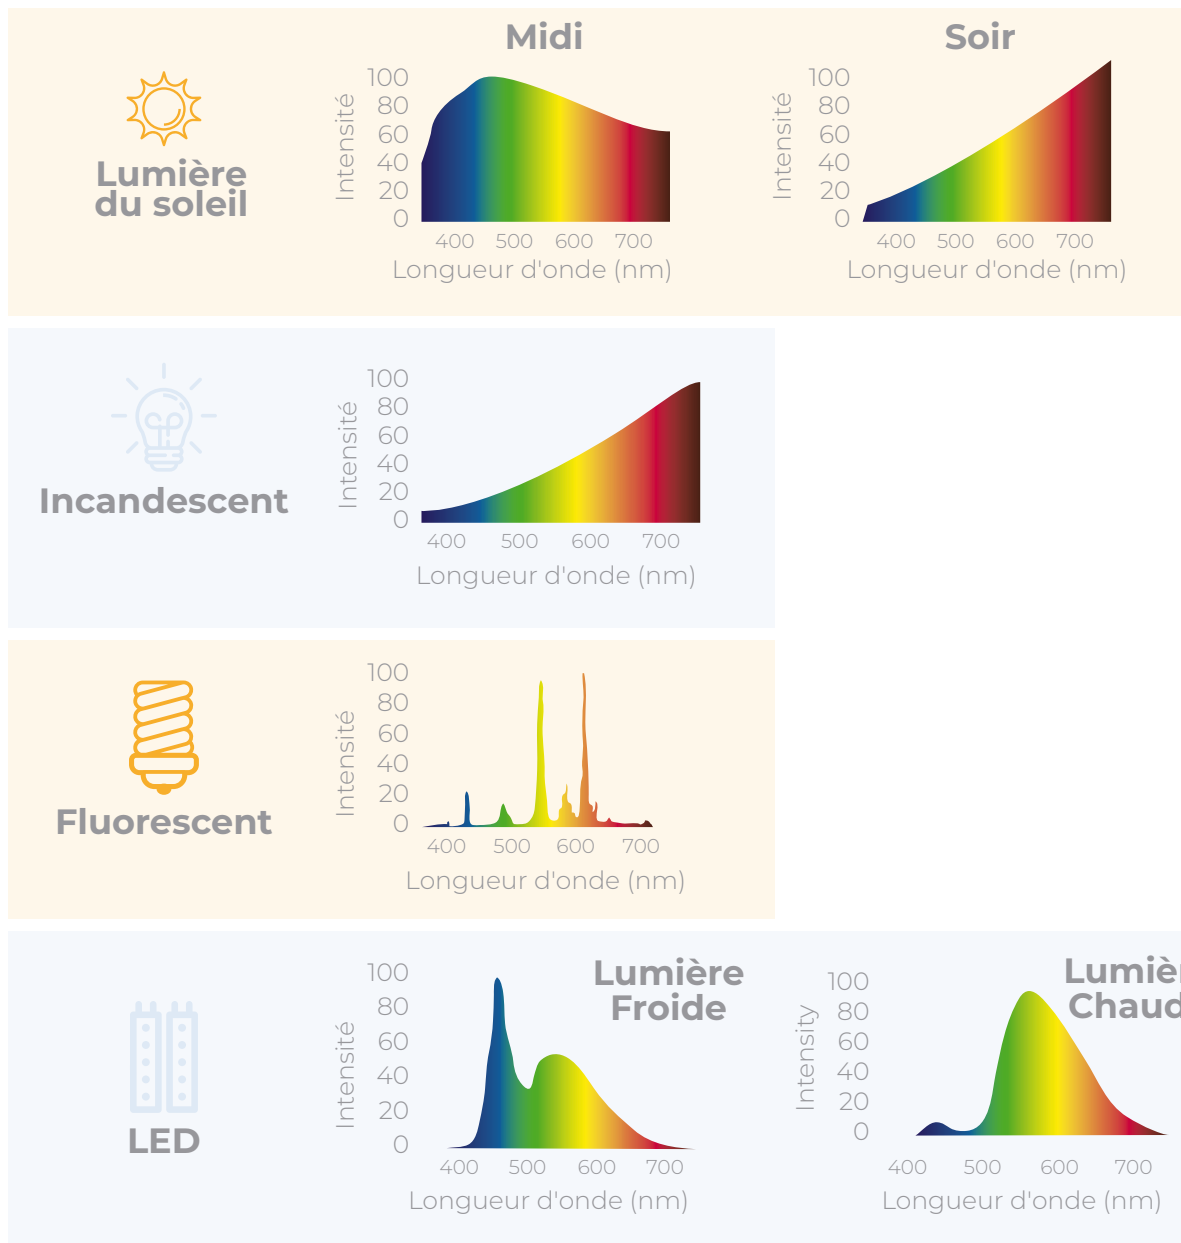 Midi
Soir
Lumière
du soleil
Intensité
100
80
60
40
20
0
400 500 600 700
Longueur d'onde (nm)
Intensité
100
80
60
40
20
0
400 500 600 700
Longueur d'onde (nm)
Incandescent
Intensité
100
80
60
40
20
0
400 500 600 700
Longueur d'onde (nm)
Fluorescent
Intensité
100
80
60
40
20
0
400 500 600 700
Longueur d'onde (nm)
LED
Lumière
Froide
Intensité
100
80
60
40
20
0
400 500 600 700
Longueur d'onde (nm)
Lumièr
Chaud
Intensity
100
80
60
40
20
0
400 500 600 700
Longueur d'onde (nm)